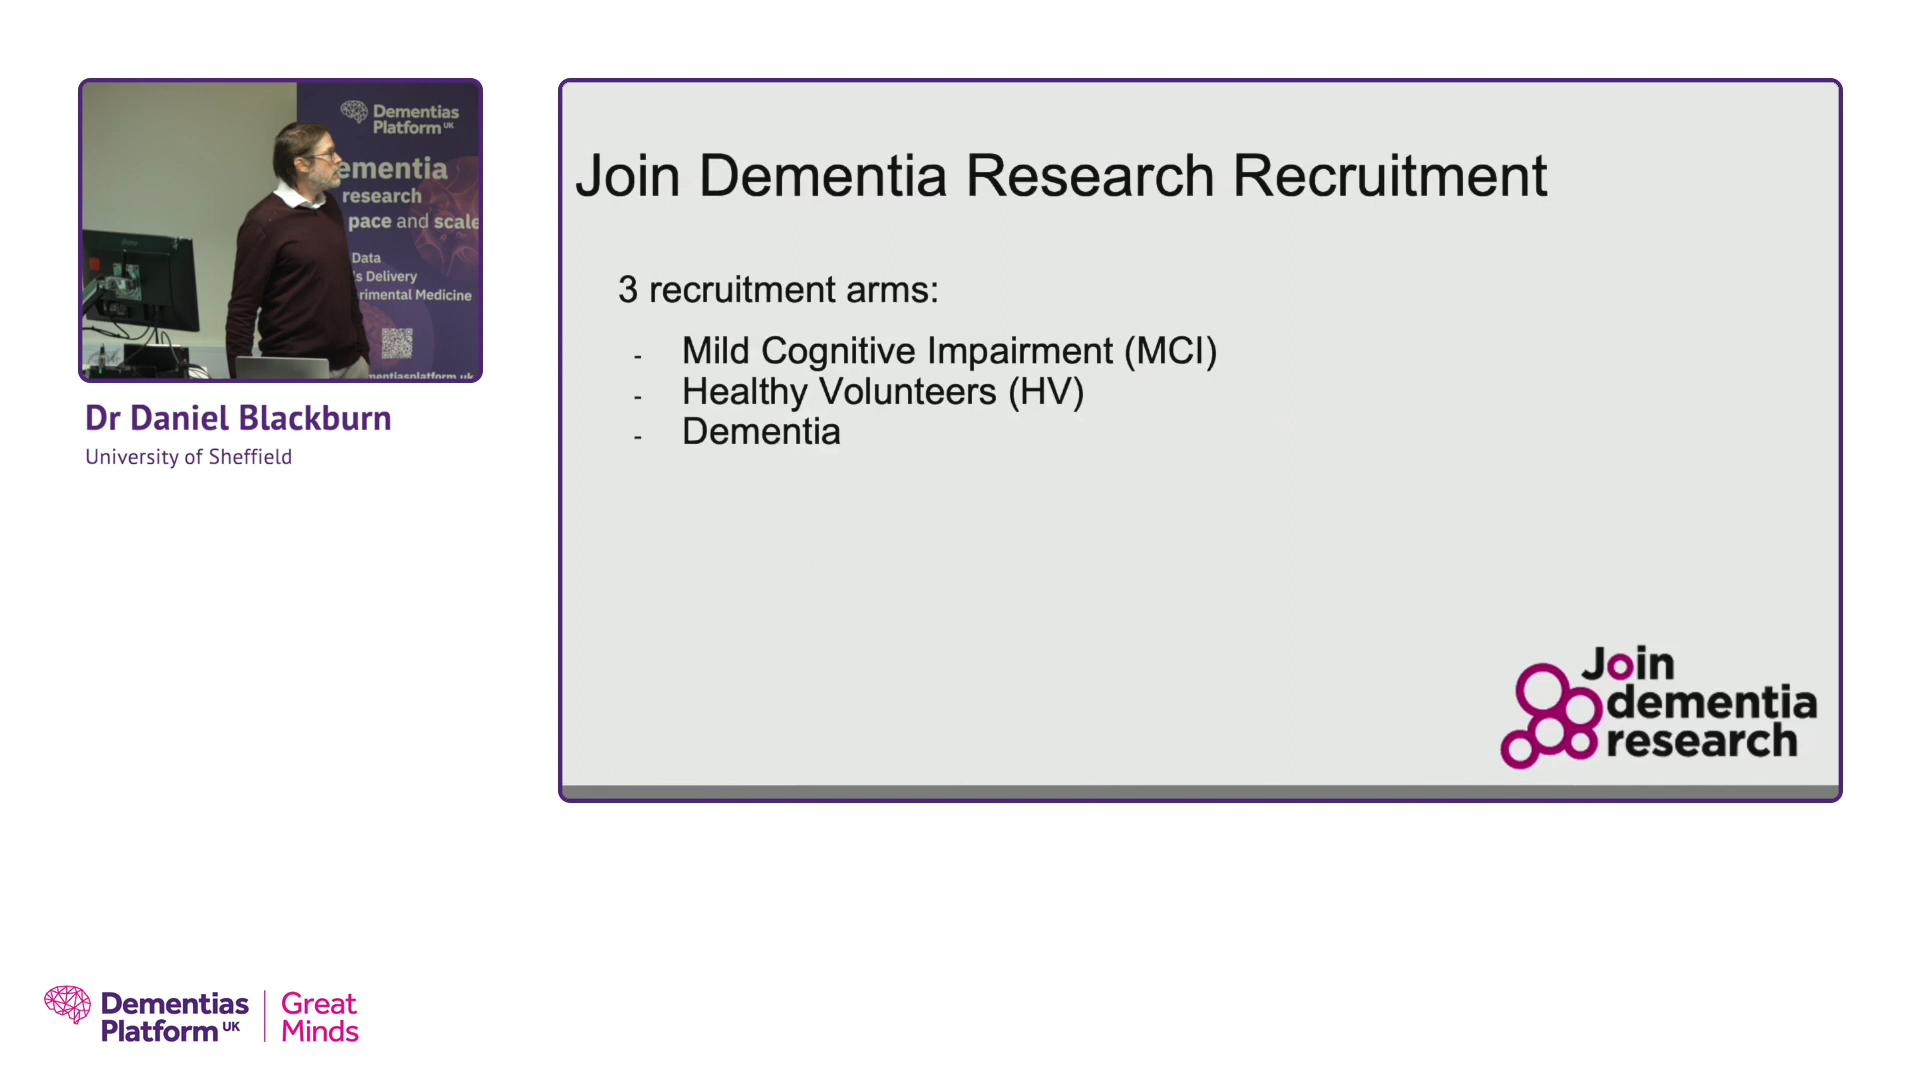 Dementias
Platform UK
ementia
research
pace and scale
Data
's Delivery
rimental Medicine
mentiasplatform.uk
Dr Daniel Blackburn
University of Sheffield
Join Dementia Research Recruitment
3 recruitment arms:
- Mild Cognitive Impairment (MCI)
- Healthy Volunteers (HV)
- Dementia
Join
dementia
research
Dementias
Platform UK
Great
Minds